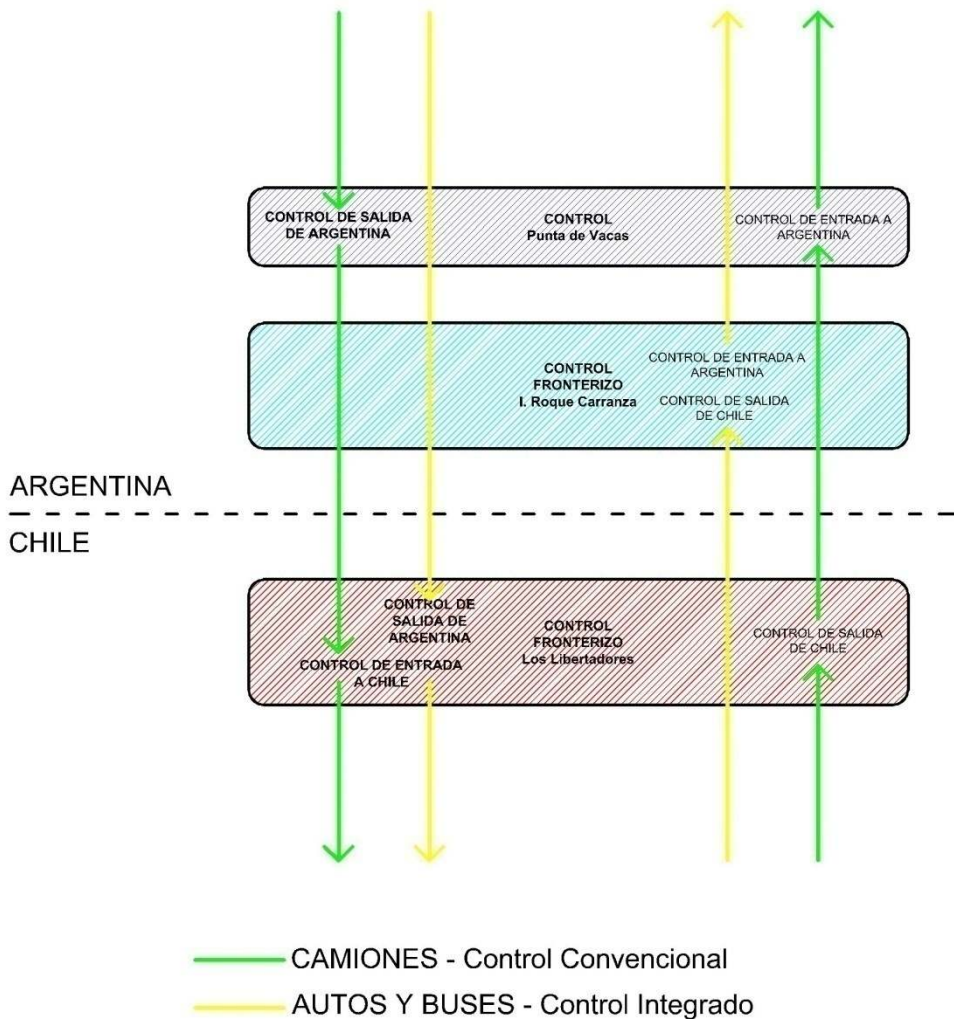 CONTROL DE SALIDA
DE ARGENTINA
CONTROL
Punta de Vacas
CONTROL DE ENTRADA A
ARGENTINA
CONTROL
FRONTERIZO
I. Roque Carranza
CONTROL DE ENTRADA A
ARGENTINA
CONTROL DE SALIDA
DE CHILE
ARGENTINA
CHILE
CONTROL DE
SALIDA DE
ARGENTINA
CONTROL DE ENTRADA
A CHILE
CONTROL
FRONTERIZO
Los Libertadores
CONTROL DE SALIDA
DE CHILE
CAMIONES - Control Convencional
AUTOS Y BUSES - Control Integrado